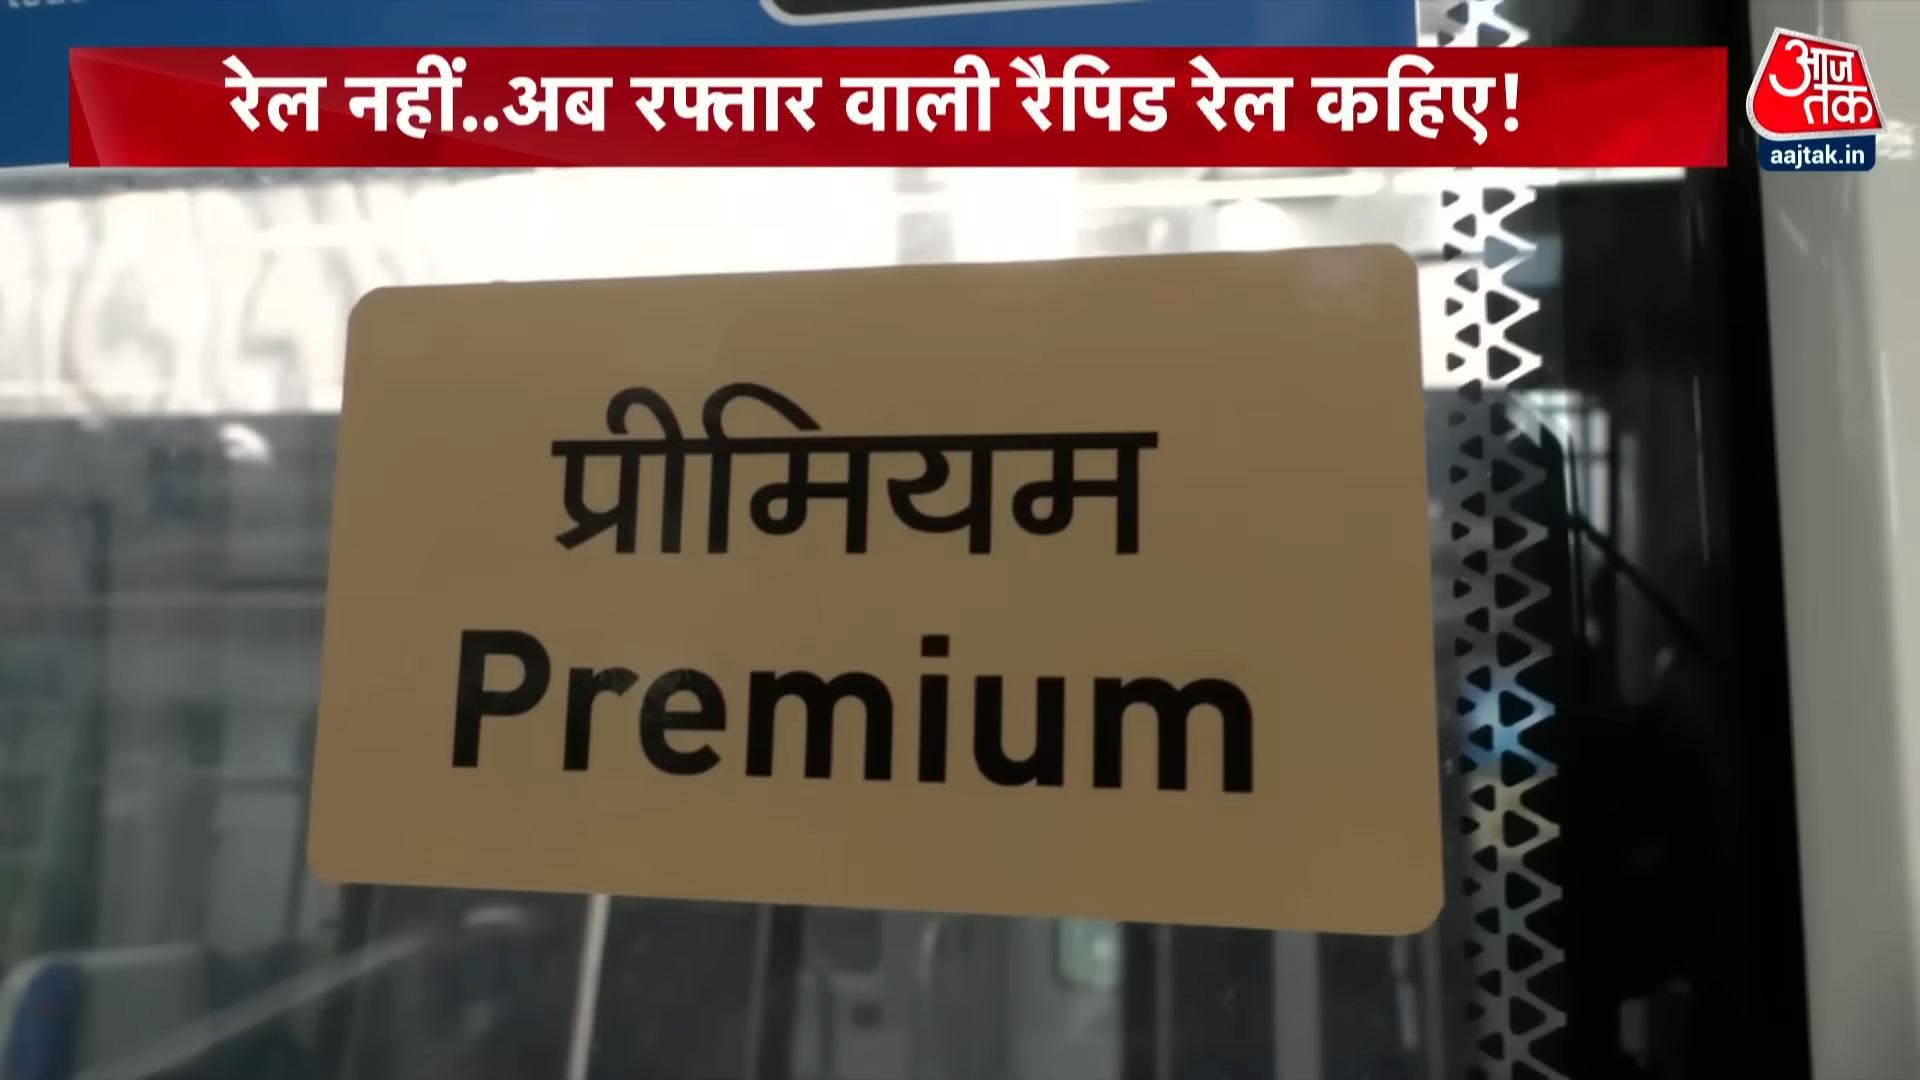 रेल नहीं..अब रफ्तार वाली रैपिड रेल कहिए!
आज
तक
aajtak.in
प्रीमियम
Premium